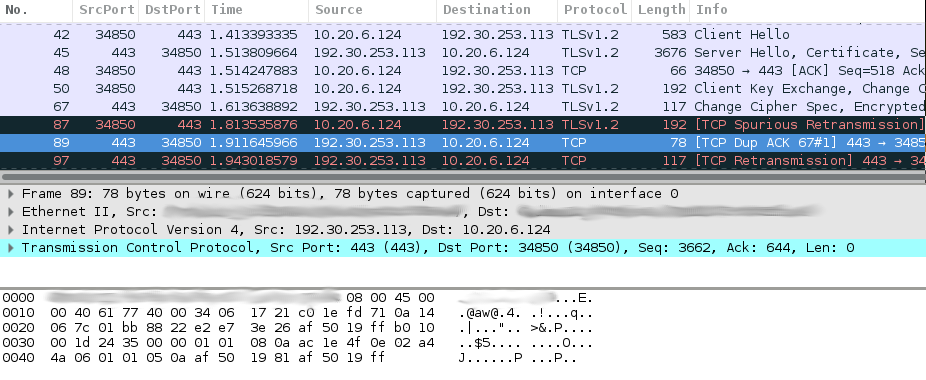 No. SrcPort DstPort Time Source Destination Protocol Length Info
42 34850 443 1.413393335 10.20.6.124 192.30.253.113 TLSv1.2 583 Client Hello
45 443 34850 1.513809664 192.30.253.113 10.20.6.124 TLSv1.2 3676 Server Hello, Certificate, Se
48 34850 443 1.514247883 10.20.6.124 192.30.253.113 TCP 66 34850 → 443 [ACK] Seq=518 Ack
50 34850 443 1.515268718 10.20.6.124 192.30.253.113 TLSv1.2 192 Client Key Exchange, Change C
67 443 34850 1.613638892 192.30.253.113 10.20.6.124 TLSv1.2 117 Change Cipher Spec, Encrypted
87 34850 443 1.813535876 10.20.6.124 192.30.253.113 TLSv1.2 192 [TCP Spurious Retransmission]
89 443 34850 1.911645966 192.30.253.113 10.20.6.124 TCP 78 [TCP Dup ACK 67#1] 443 → 3485
97 443 34850 1.943018579 192.30.253.113 10.20.6.124 TCP 117 [TCP Retransmission] 443 → 34
Frame 89: 78 bytes on wire (624 bits), 78 bytes captured (624 bits) on interface 0
Ethernet II, Src: , Dst:
Internet Protocol Version 4, Src: 192.30.253.113, Dst: 10.20.6.124
Transmission Control Protocol, Src Port: 443 (443), Dst Port: 34850 (34850), Seq: 3662, Ack: 644, Len: 0
0000 08 00 45 00 ...E.
0010 00 40 61 77 40 00 34 06 17 21 c0 1e fd 71 0a 14 .@aw@.4. .!...q..
0020 06 7c 01 bb 88 22 e2 e7 3e 26 af 50 19 ff b0 10 .|...".. >&.P....
0030 00 1d 24 35 00 00 01 01 08 0a ac 1e 4f 0e 02 a4 ..$5.... ....O...
0040 4a 06 01 01 05 0a af 50 19 81 af 50 19 ff J......P ...P..